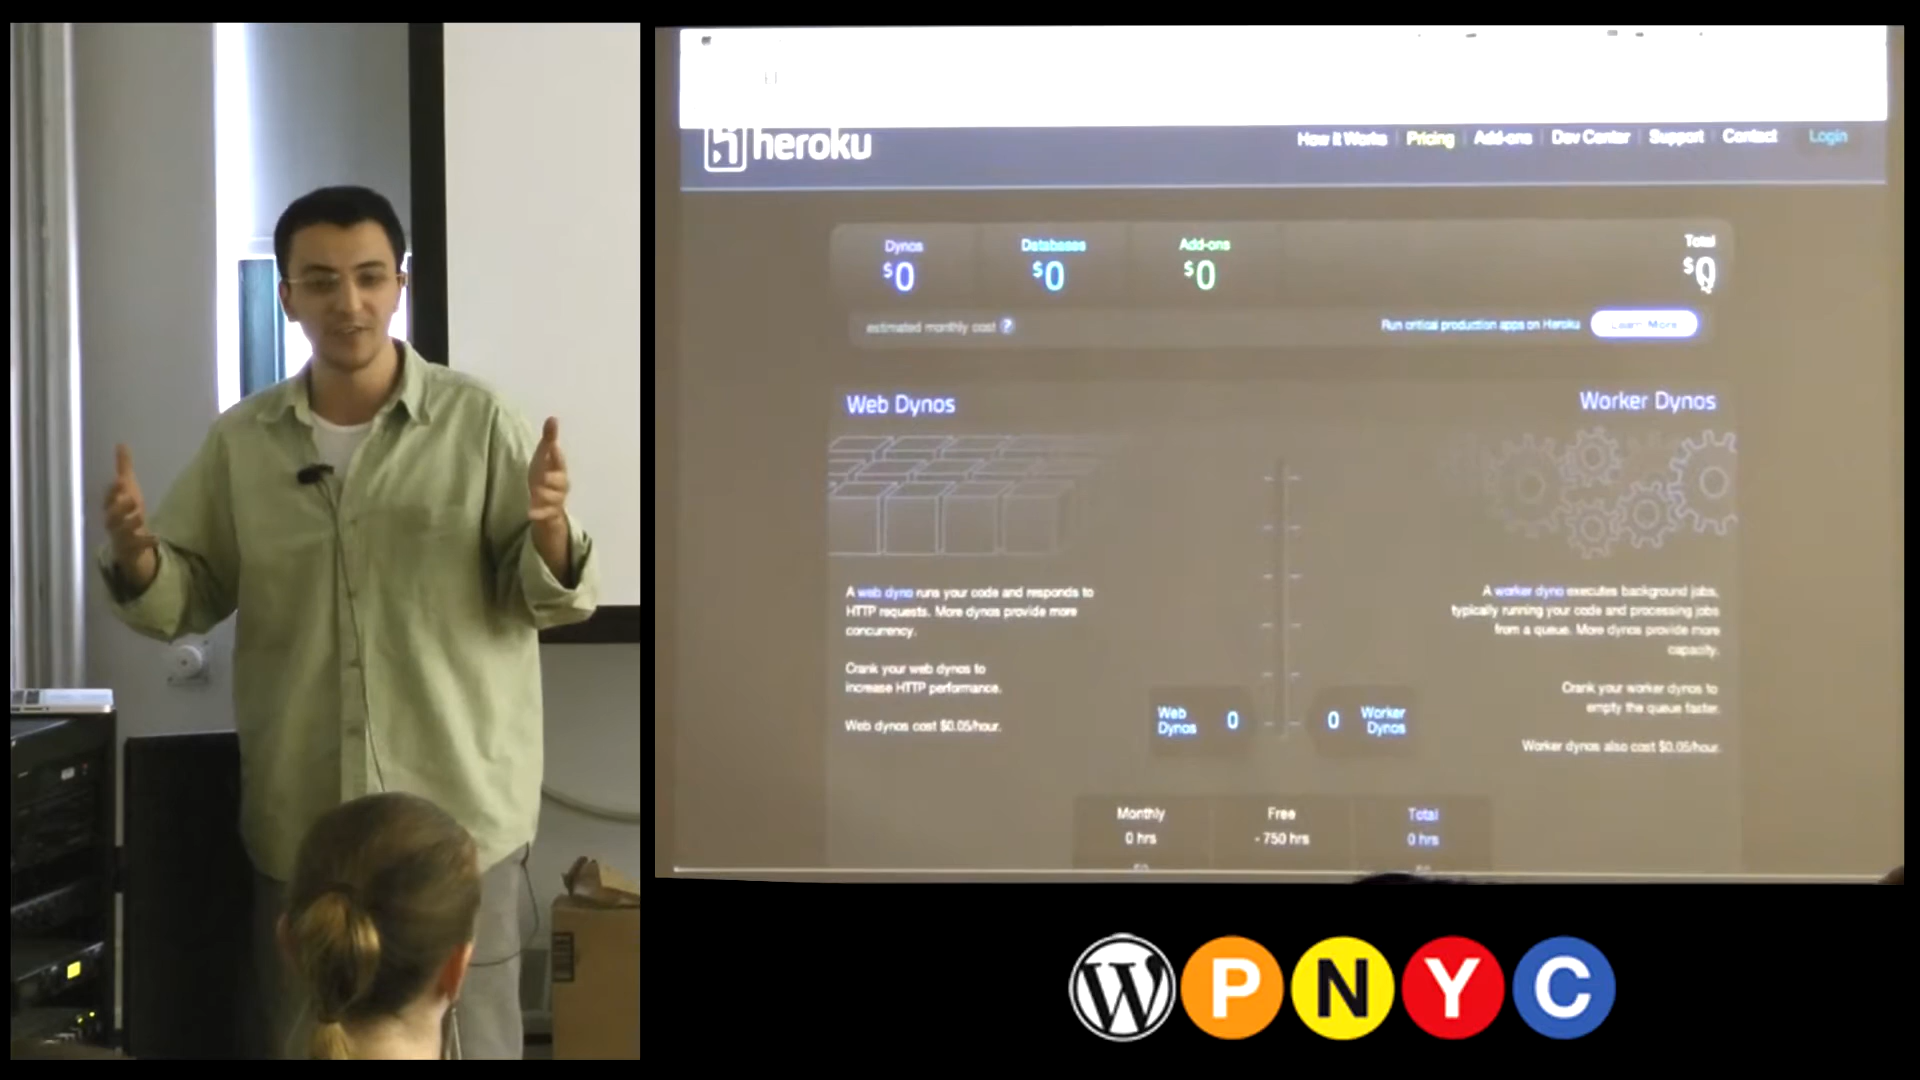 heroku
How it Works
Pricing
Add-ons
Dev Center
Support
Contact
Login
Dynos
$0
Databases
$0
Add-ons
$0
Total
$0
estimated monthly cost ?
Run critical production apps on Heroku
Learn More
Web Dynos
A web dyno runs your code and responds to
HTTP requests. More dynos provide more
concurrency.
Crank your web dynos to
increase HTTP performance.
Web dynos cost $0.05/hour.
Worker Dynos
A worker dyno executes background jobs,
typically running your code and processing jobs
from a queue. More dynos provide more
capacity.
Crank your worker dynos to
empty the queue faster.
Worker dynos also cost $0.05/hour.
Web
Dynos
0
0
Worker
Dynos
Monthly
0 hrs
Free
- 750 hrs
Total
0 hrs
W P N Y C